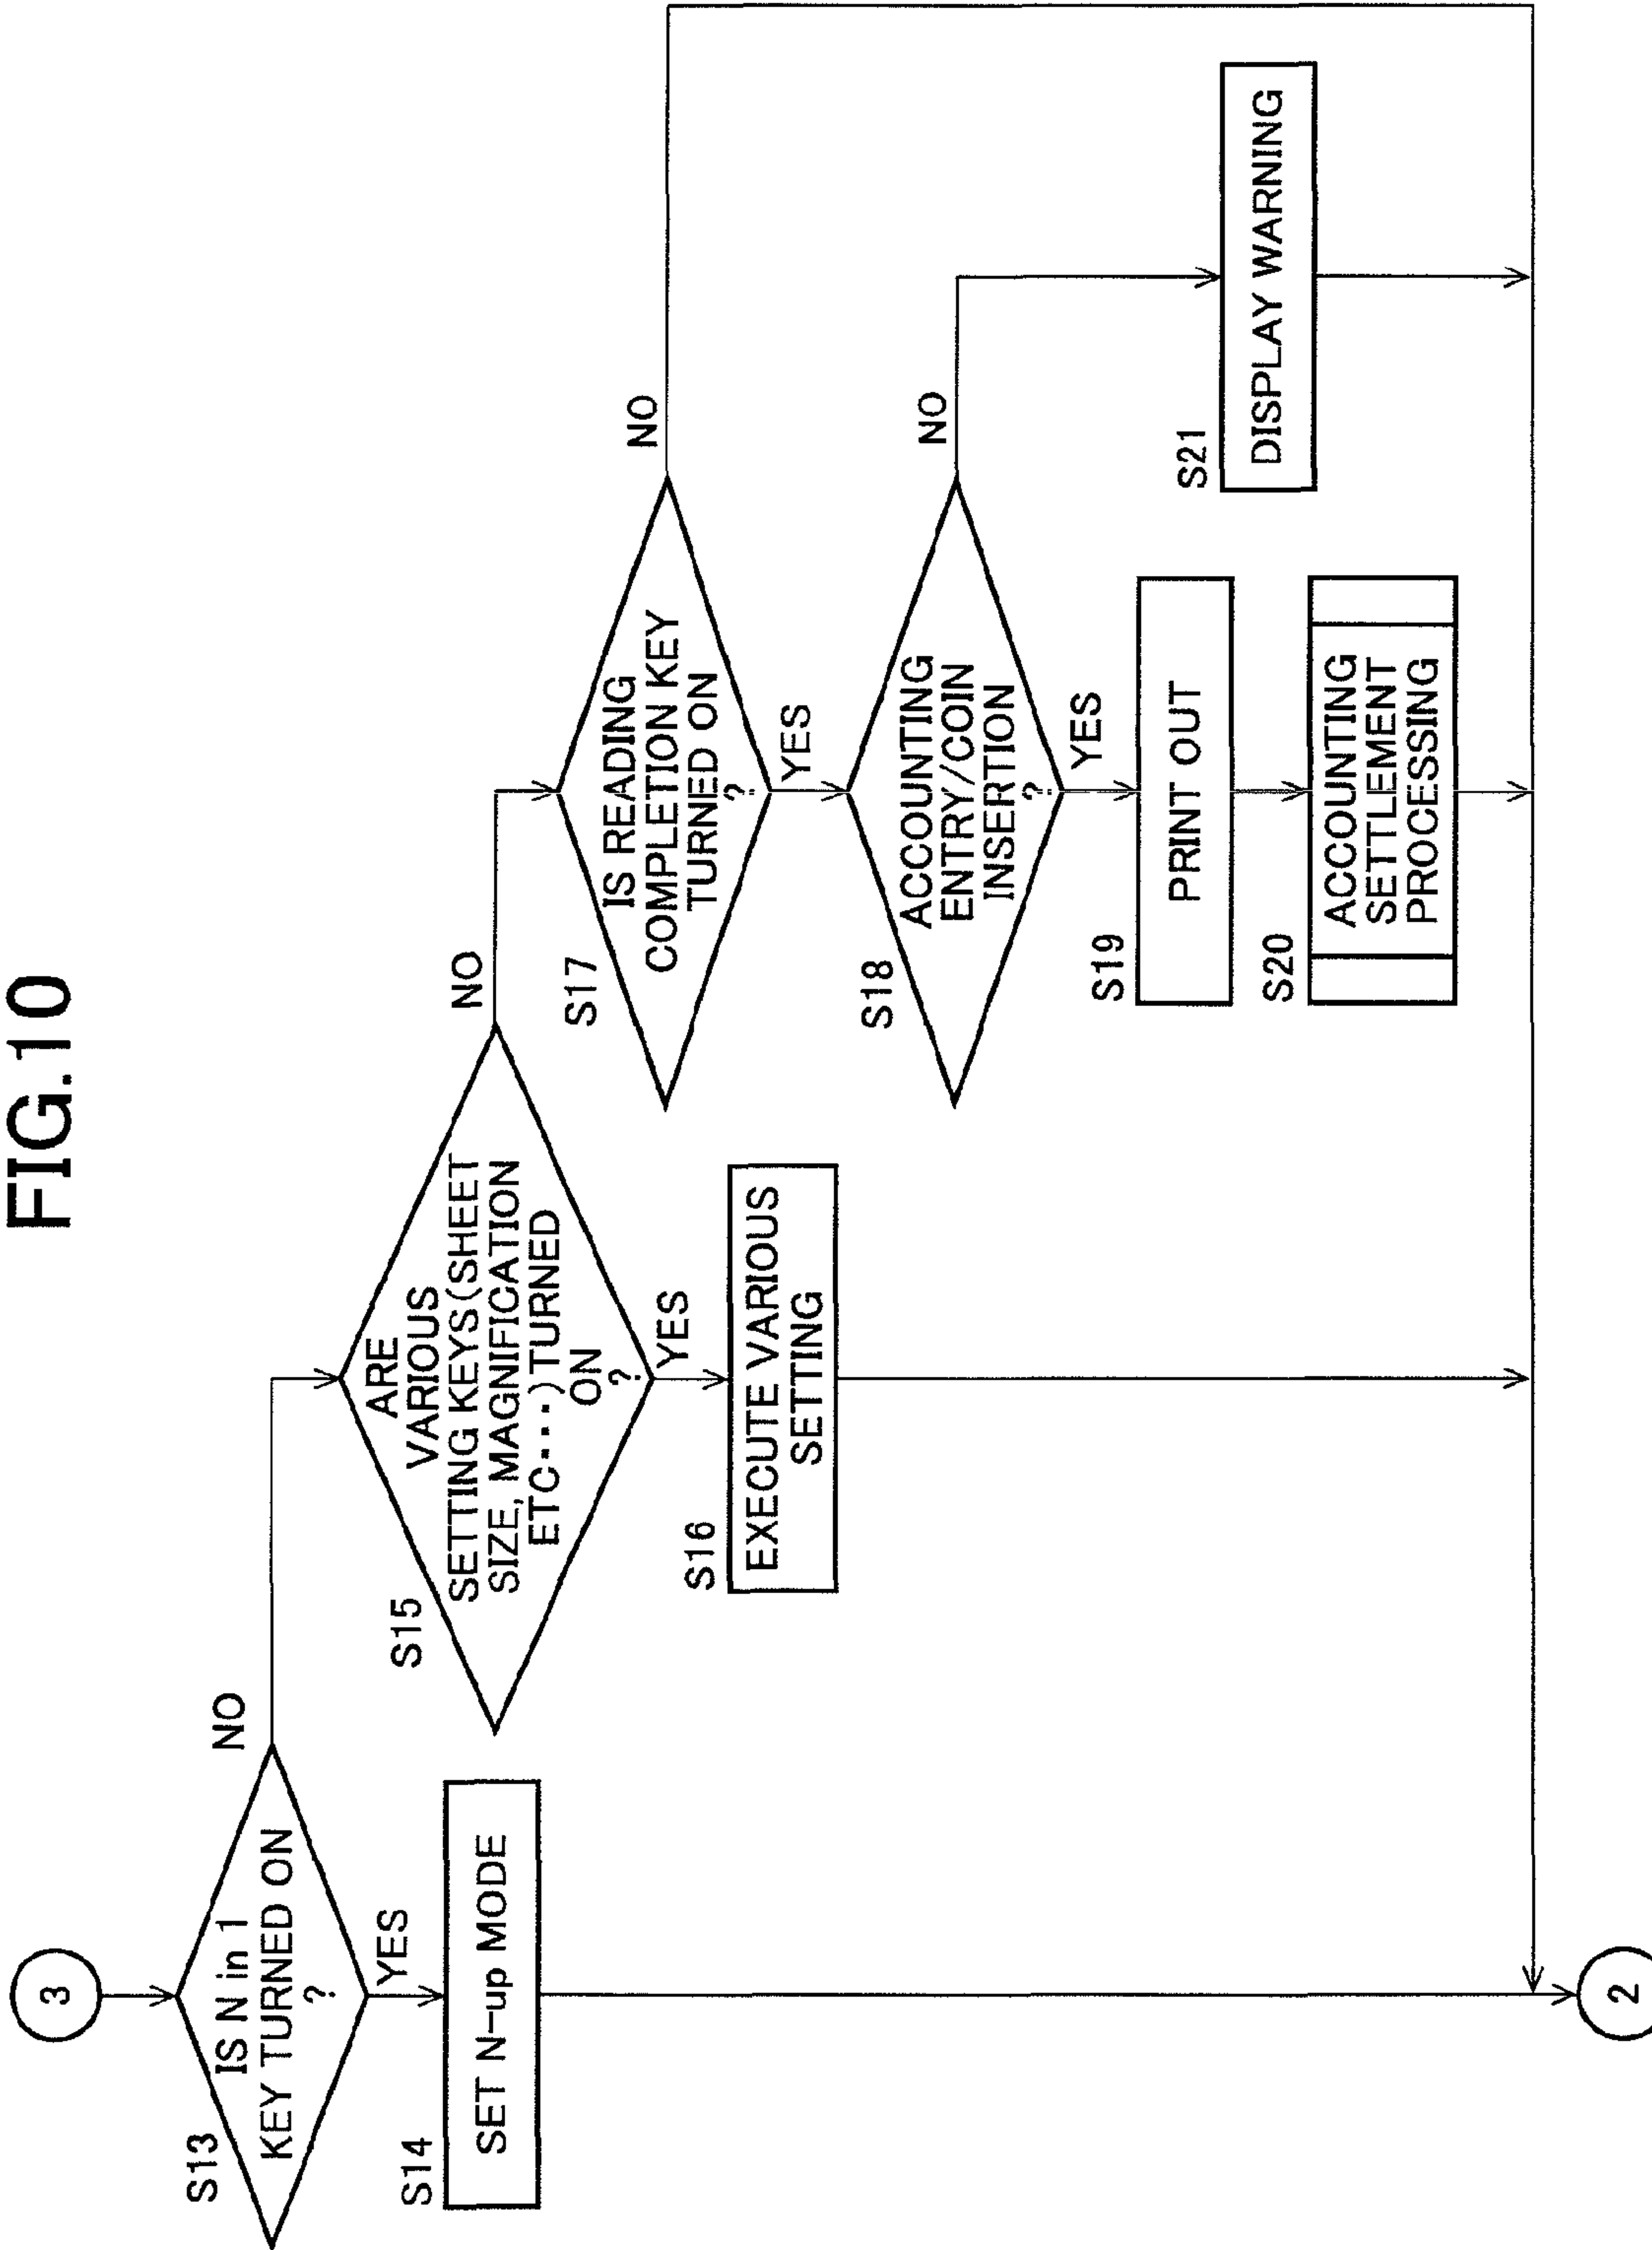 FIG.10
3
S13
IS N in 1
KEY TURNED ON
?
NO
YES
S14
SET N-up MODE
S15
ARE
VARIOUS
SETTING KEYS(SHEET
SIZE, MAGNIFICATION
ETC･･･)TURNED
ON
?
NO
YES
S16
EXECUTE VARIOUS
SETTING
S17
IS READING
COMPLETION KEY
TURNED ON
?
NO
YES
S18
ACCOUNTING
ENTRY/COIN
INSERTION
?
NO
YES
S19
PRINT OUT
S20
ACCOUNTING
SETTLEMENT
PROCESSING
S21
DISPLAY WARNING
2